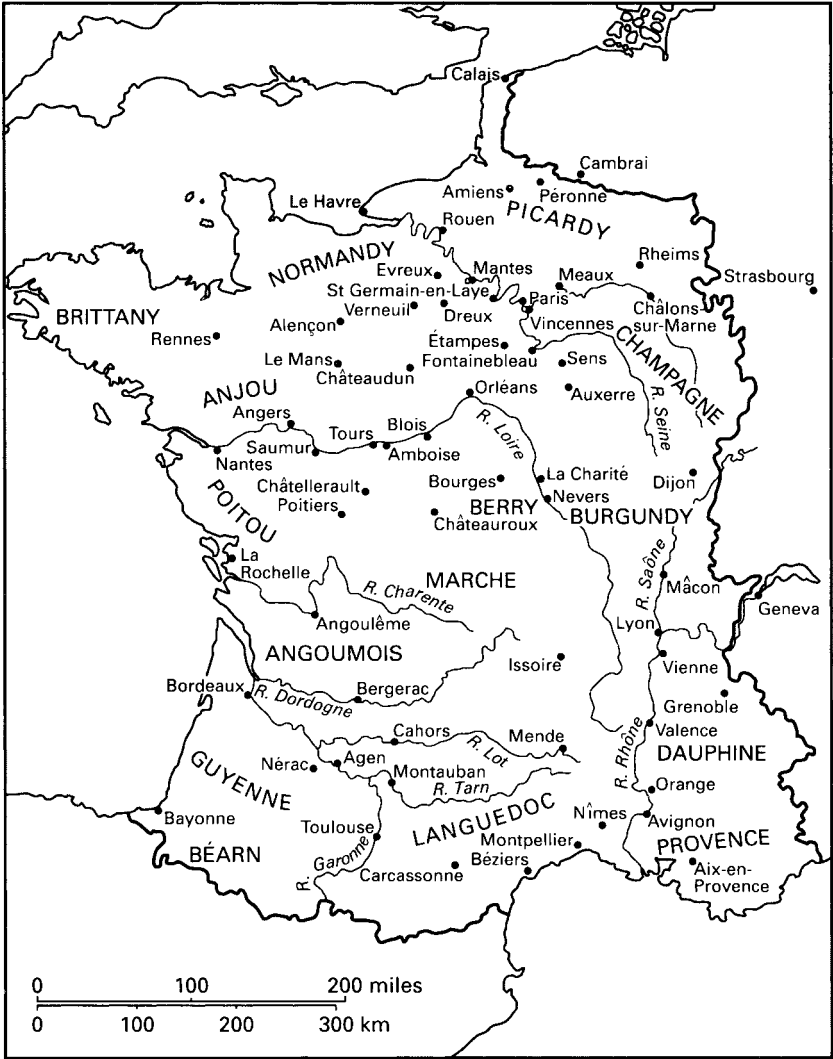 Calais
Cambrai
Amiens
Péronne
PICARDY
Le Havre
Rouen
NORMANDY
Rheims
Evreux
Mantes
Meaux
Strasbourg
St Germain-en-Laye
Paris
Châlons-
sur-Marne
BRITTANY
Verneuil
Dreux
Vincennes
Alençon
Rennes
Étampes
CHAMPAGNE
Fontainebleau
Sens
Le Mans
Châteaudun
ANJOU
Orléans
Auxerre
R. Seine
Angers
Blois
R. Loire
Tours
Saumur
Amboise
Nantes
La Charité
Dijon
Bourges
Châtellerault
Nevers
POITOU
Poitiers
BERRY
BURGUNDY
Châteauroux
La
Rochelle
R. Saône
MARCHE
R. Charente
Mâcon
Geneva
Angoulême
Lyon
ANGOUMOIS
Issoire
Vienne
Bordeaux
R. Dordogne
Bergerac
Grenoble
Valence
Cahors
R. Lot
Mende
R. Rhône
DAUPHINE
Nérac
Agen
GUYENNE
Montauban
R. Tarn
Orange
LANGUEDOC
Nîmes
Avignon
Bayonne
Toulouse
Montpellier
PROVENCE
BÉARN
R. Garonne
Carcassonne
Béziers
Aix-en-
Provence
0 100 200 miles
0 100 200 300 km